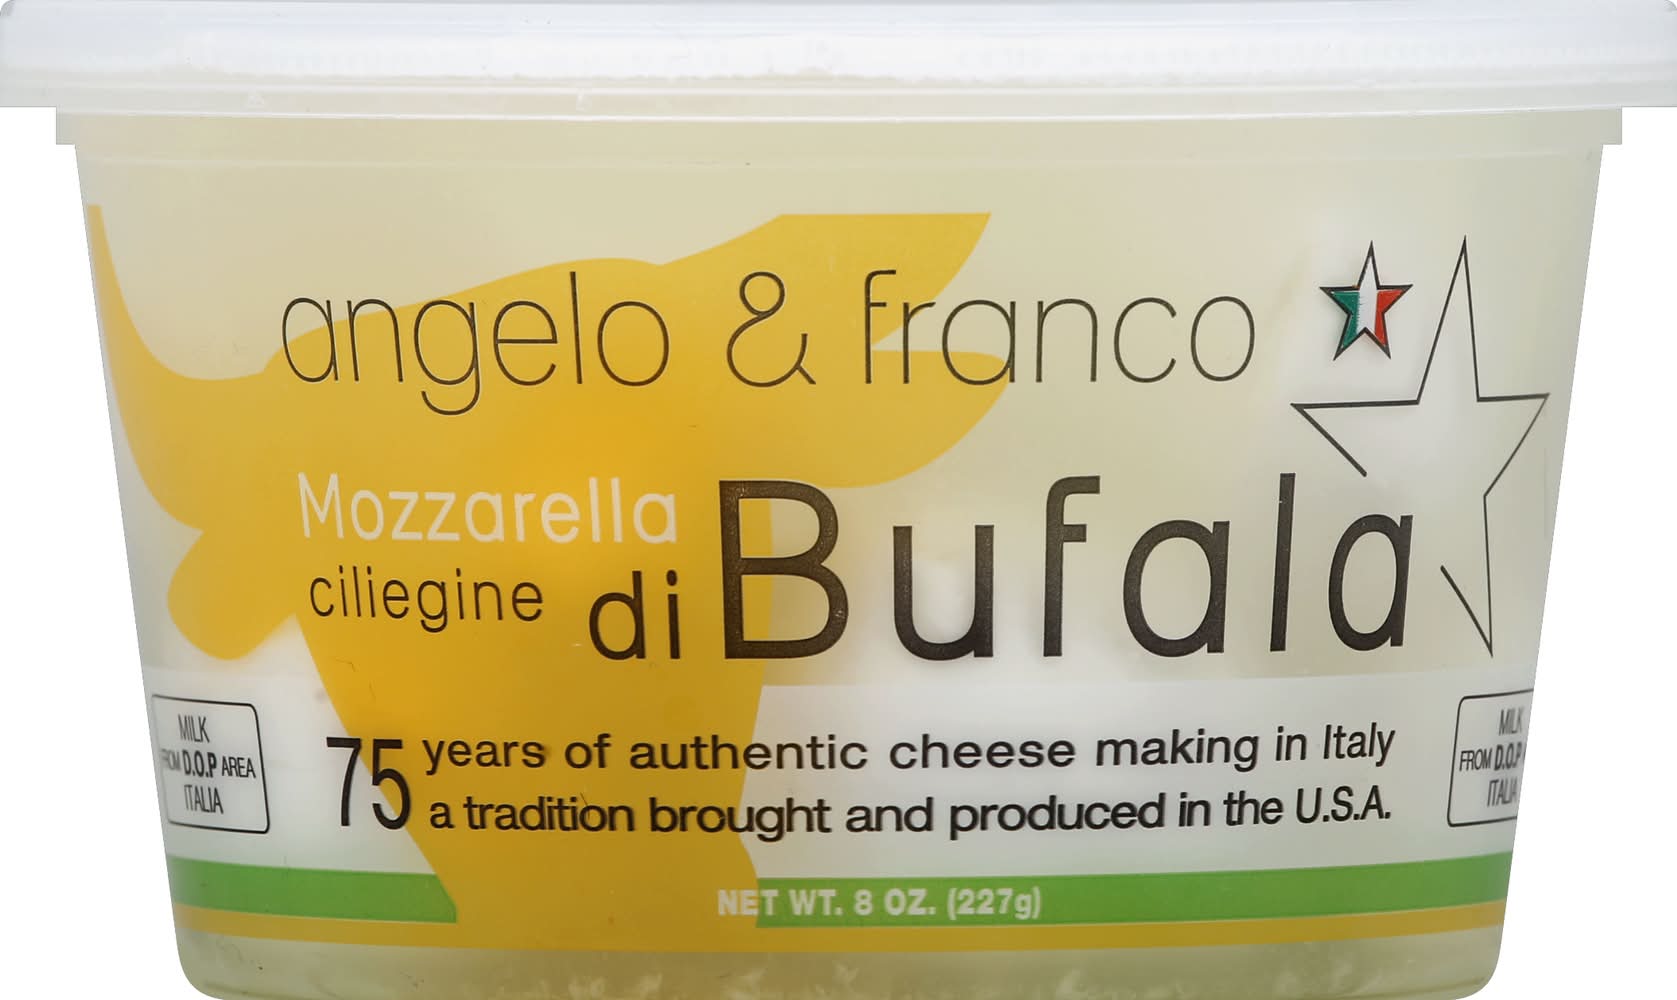 angelo & franco
Mozzarella
ciliegine di Bufala
75 years of authentic cheese making in Italy
a tradition brought and produced in the U.S.A.
MILK
FROM D.O.P AREA
ITALIA
MILK
FROM D.O.P
ITALIA
NET WT. 8 OZ. (227g)